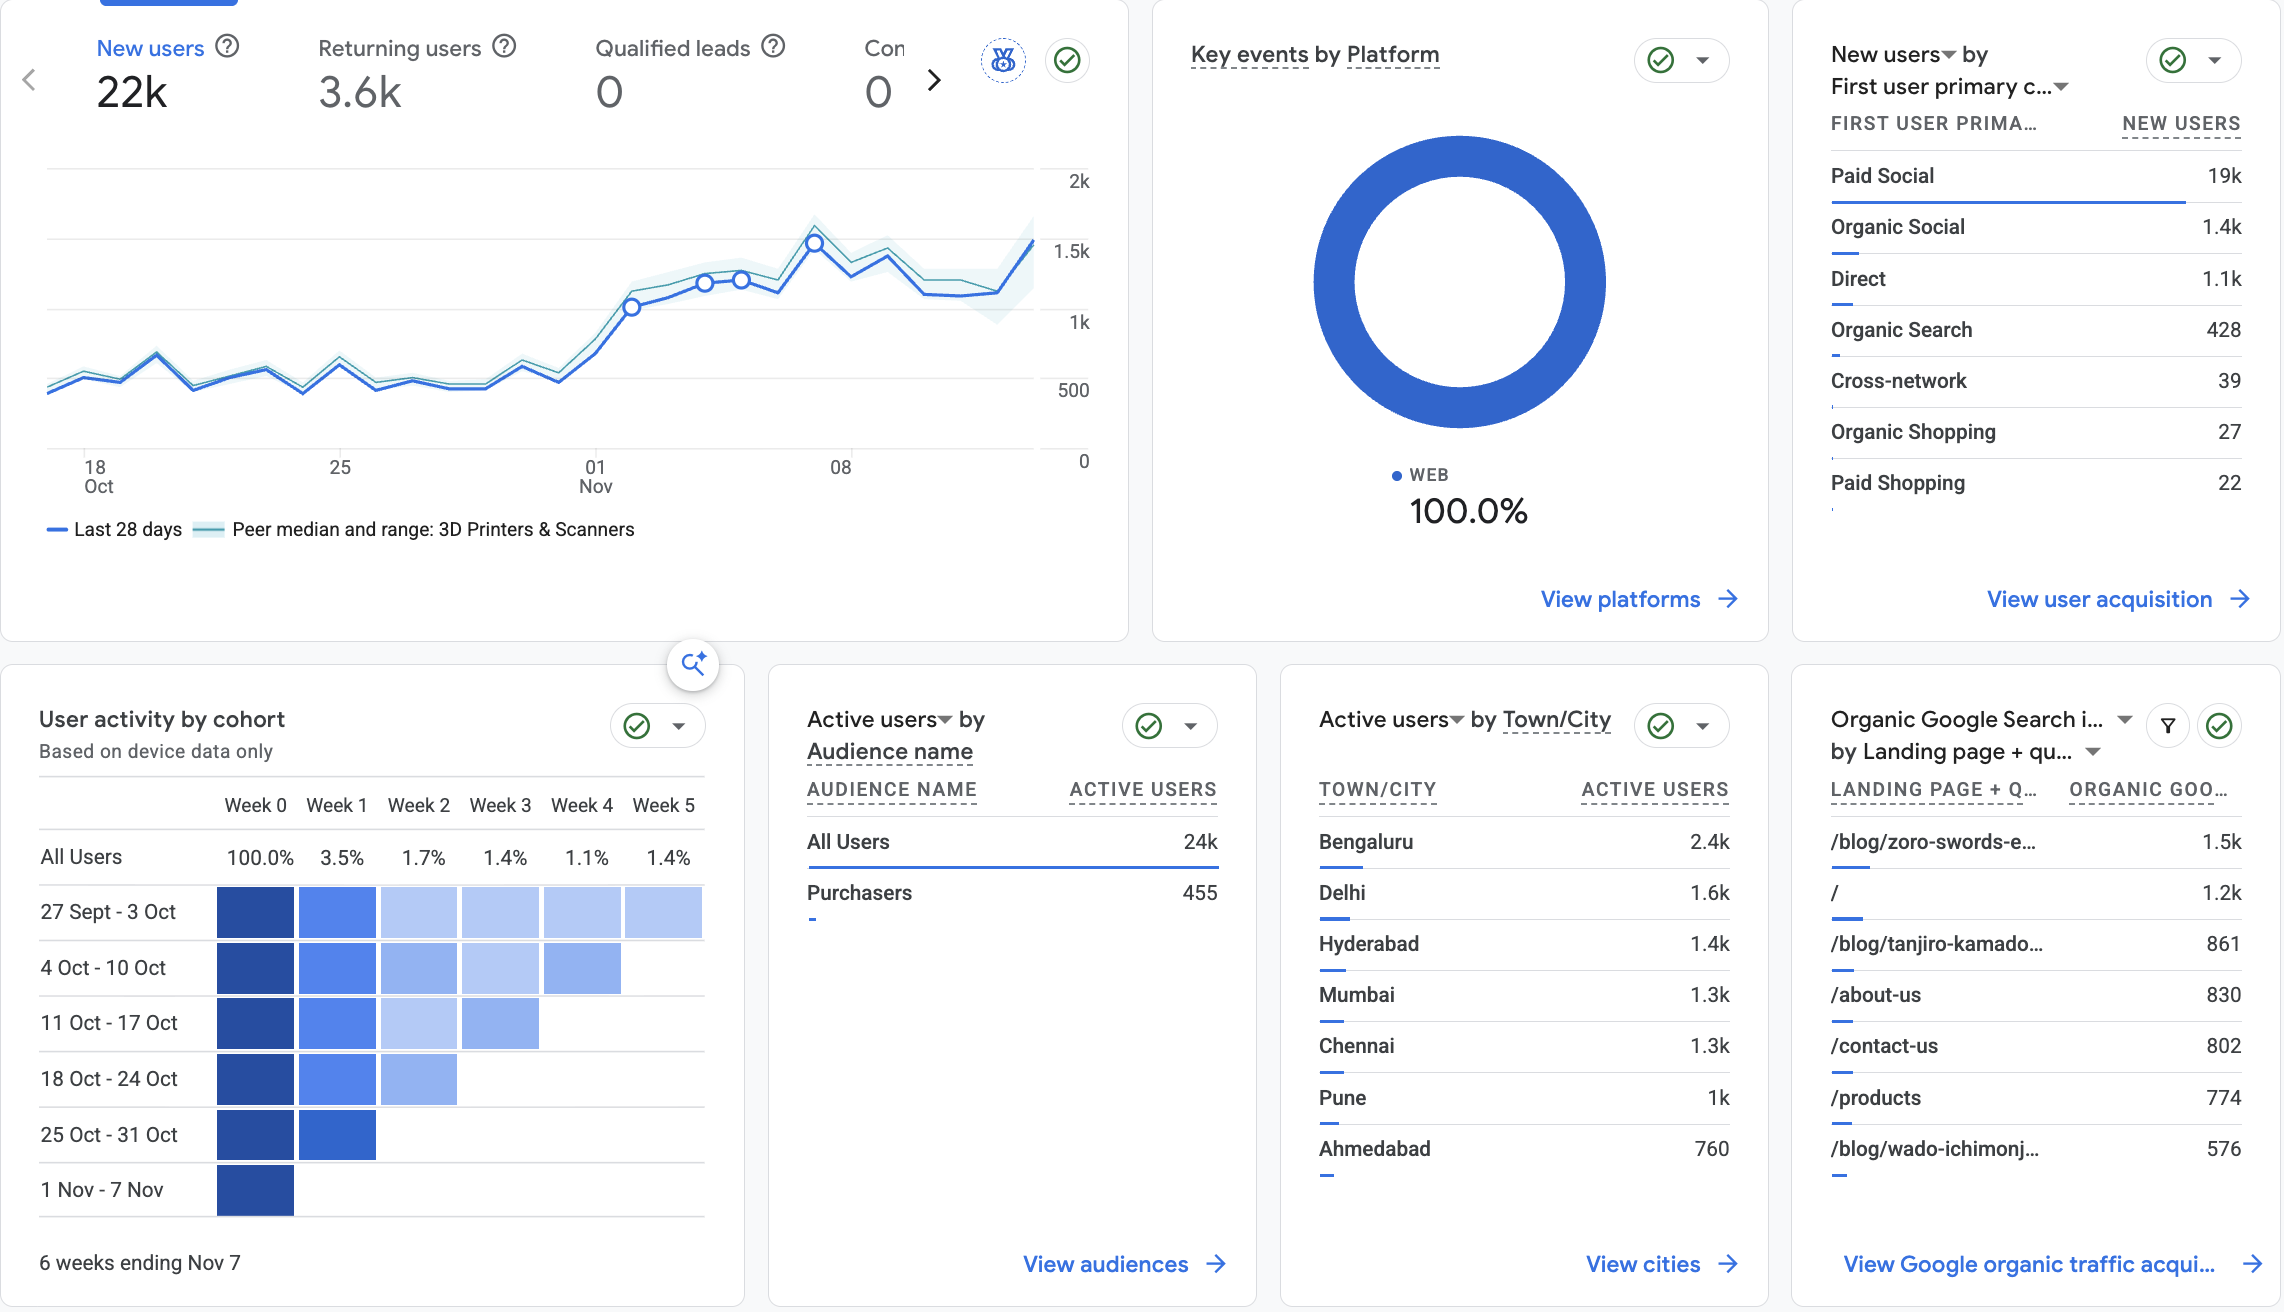 New users
22k
Returning users
3.6k
Qualified leads
0
Con
0
2k
1.5k
1k
500
0
18
Oct
25
01
Nov
08
Last 28 days
Peer median and range: 3D Printers & Scanners
Key events by Platform
WEB
100.0%
View platforms
New users by
First user primary c...
FIRST USER PRIMA... NEW USERS
Paid Social 19k
Organic Social 1.4k
Direct 1.1k
Organic Search 428
Cross-network 39
Organic Shopping 27
Paid Shopping 22
View user acquisition
User activity by cohort
Based on device data only
Week 0 Week 1 Week 2 Week 3 Week 4 Week 5
All Users 100.0% 3.5% 1.7% 1.4% 1.1% 1.4%
27 Sept - 3 Oct
4 Oct - 10 Oct
11 Oct - 17 Oct
18 Oct - 24 Oct
25 Oct - 31 Oct
1 Nov - 7 Nov
6 weeks ending Nov 7
Active users by
Audience name
AUDIENCE NAME ACTIVE USERS
All Users 24k
Purchasers 455
View audiences
Active users by Town/City
TOWN/CITY ACTIVE USERS
Bengaluru 2.4k
Delhi 1.6k
Hyderabad 1.4k
Mumbai 1.3k
Chennai 1.3k
Pune 1k
Ahmedabad 760
View cities
Organic Google Search i...
by Landing page + qu...
LANDING PAGE + Q... ORGANIC GOO...
/blog/zoro-swords-e... 1.5k
/ 1.2k
/blog/tanjiro-kamado... 861
/about-us 830
/contact-us 802
/products 774
/blog/wado-ichimonj... 576
View Google organic traffic acqui...